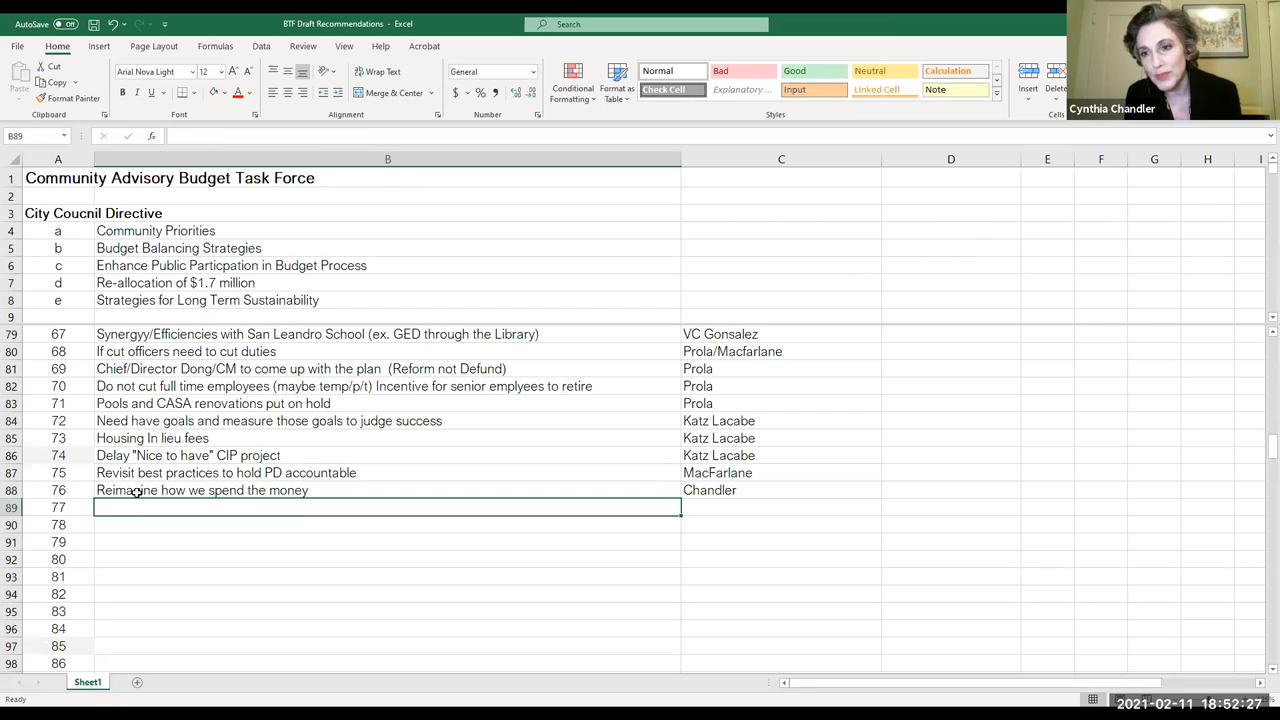 AutoSave Off BTF Draft Recommendations - Excel Search
File Home Insert Page Layout Formulas Data Review View Help Acrobat
Cut
Copy
Format Painter
Paste
Clipboard
Arial Nova Light 12
B I U
Font
Wrap Text
Merge & Center
Alignment
General
$ % ,
Number
Conditional Formatting
Format as Table
Normal Bad Good Neutral Calculation
Check Cell Explanatory ... Input Linked Cell Note
Styles
Insert Delete
Cells
Cynthia Chandler
B89 fx
A B C D E F G H I
1 Community Advisory Budget Task Force
2
3 City Coucnil Directive
4 a Community Priorities
5 b Budget Balancing Strategies
6 c Enhance Public Particpation in Budget Process
7 d Re-allocation of $1.7 million
8 e Strategies for Long Term Sustainability
9
79 67 Synergyy/Efficiencies with San Leandro School (ex. GED through the Library) VC Gonsalez
80 68 If cut officers need to cut duties Prola/Macfarlane
81 69 Chief/Director Dong/CM to come up with the plan (Reform not Defund) Prola
82 70 Do not cut full time employees (maybe temp/p/t) Incentive for senior emplyees to retire Prola
83 71 Pools and CASA renovations put on hold Prola
84 72 Need have goals and measure those goals to judge success Katz Lacabe
85 73 Housing In lieu fees Katz Lacabe
86 74 Delay "Nice to have" CIP project Katz Lacabe
87 75 Revisit best practices to hold PD accountable MacFarlane
88 76 Reimagine how we spend the money Chandler
89 77
90 78
91 79
92 80
93 81
94 82
95 83
96 84
97 85
98 86
Sheet1
Ready
2021-02-11 18:52:27